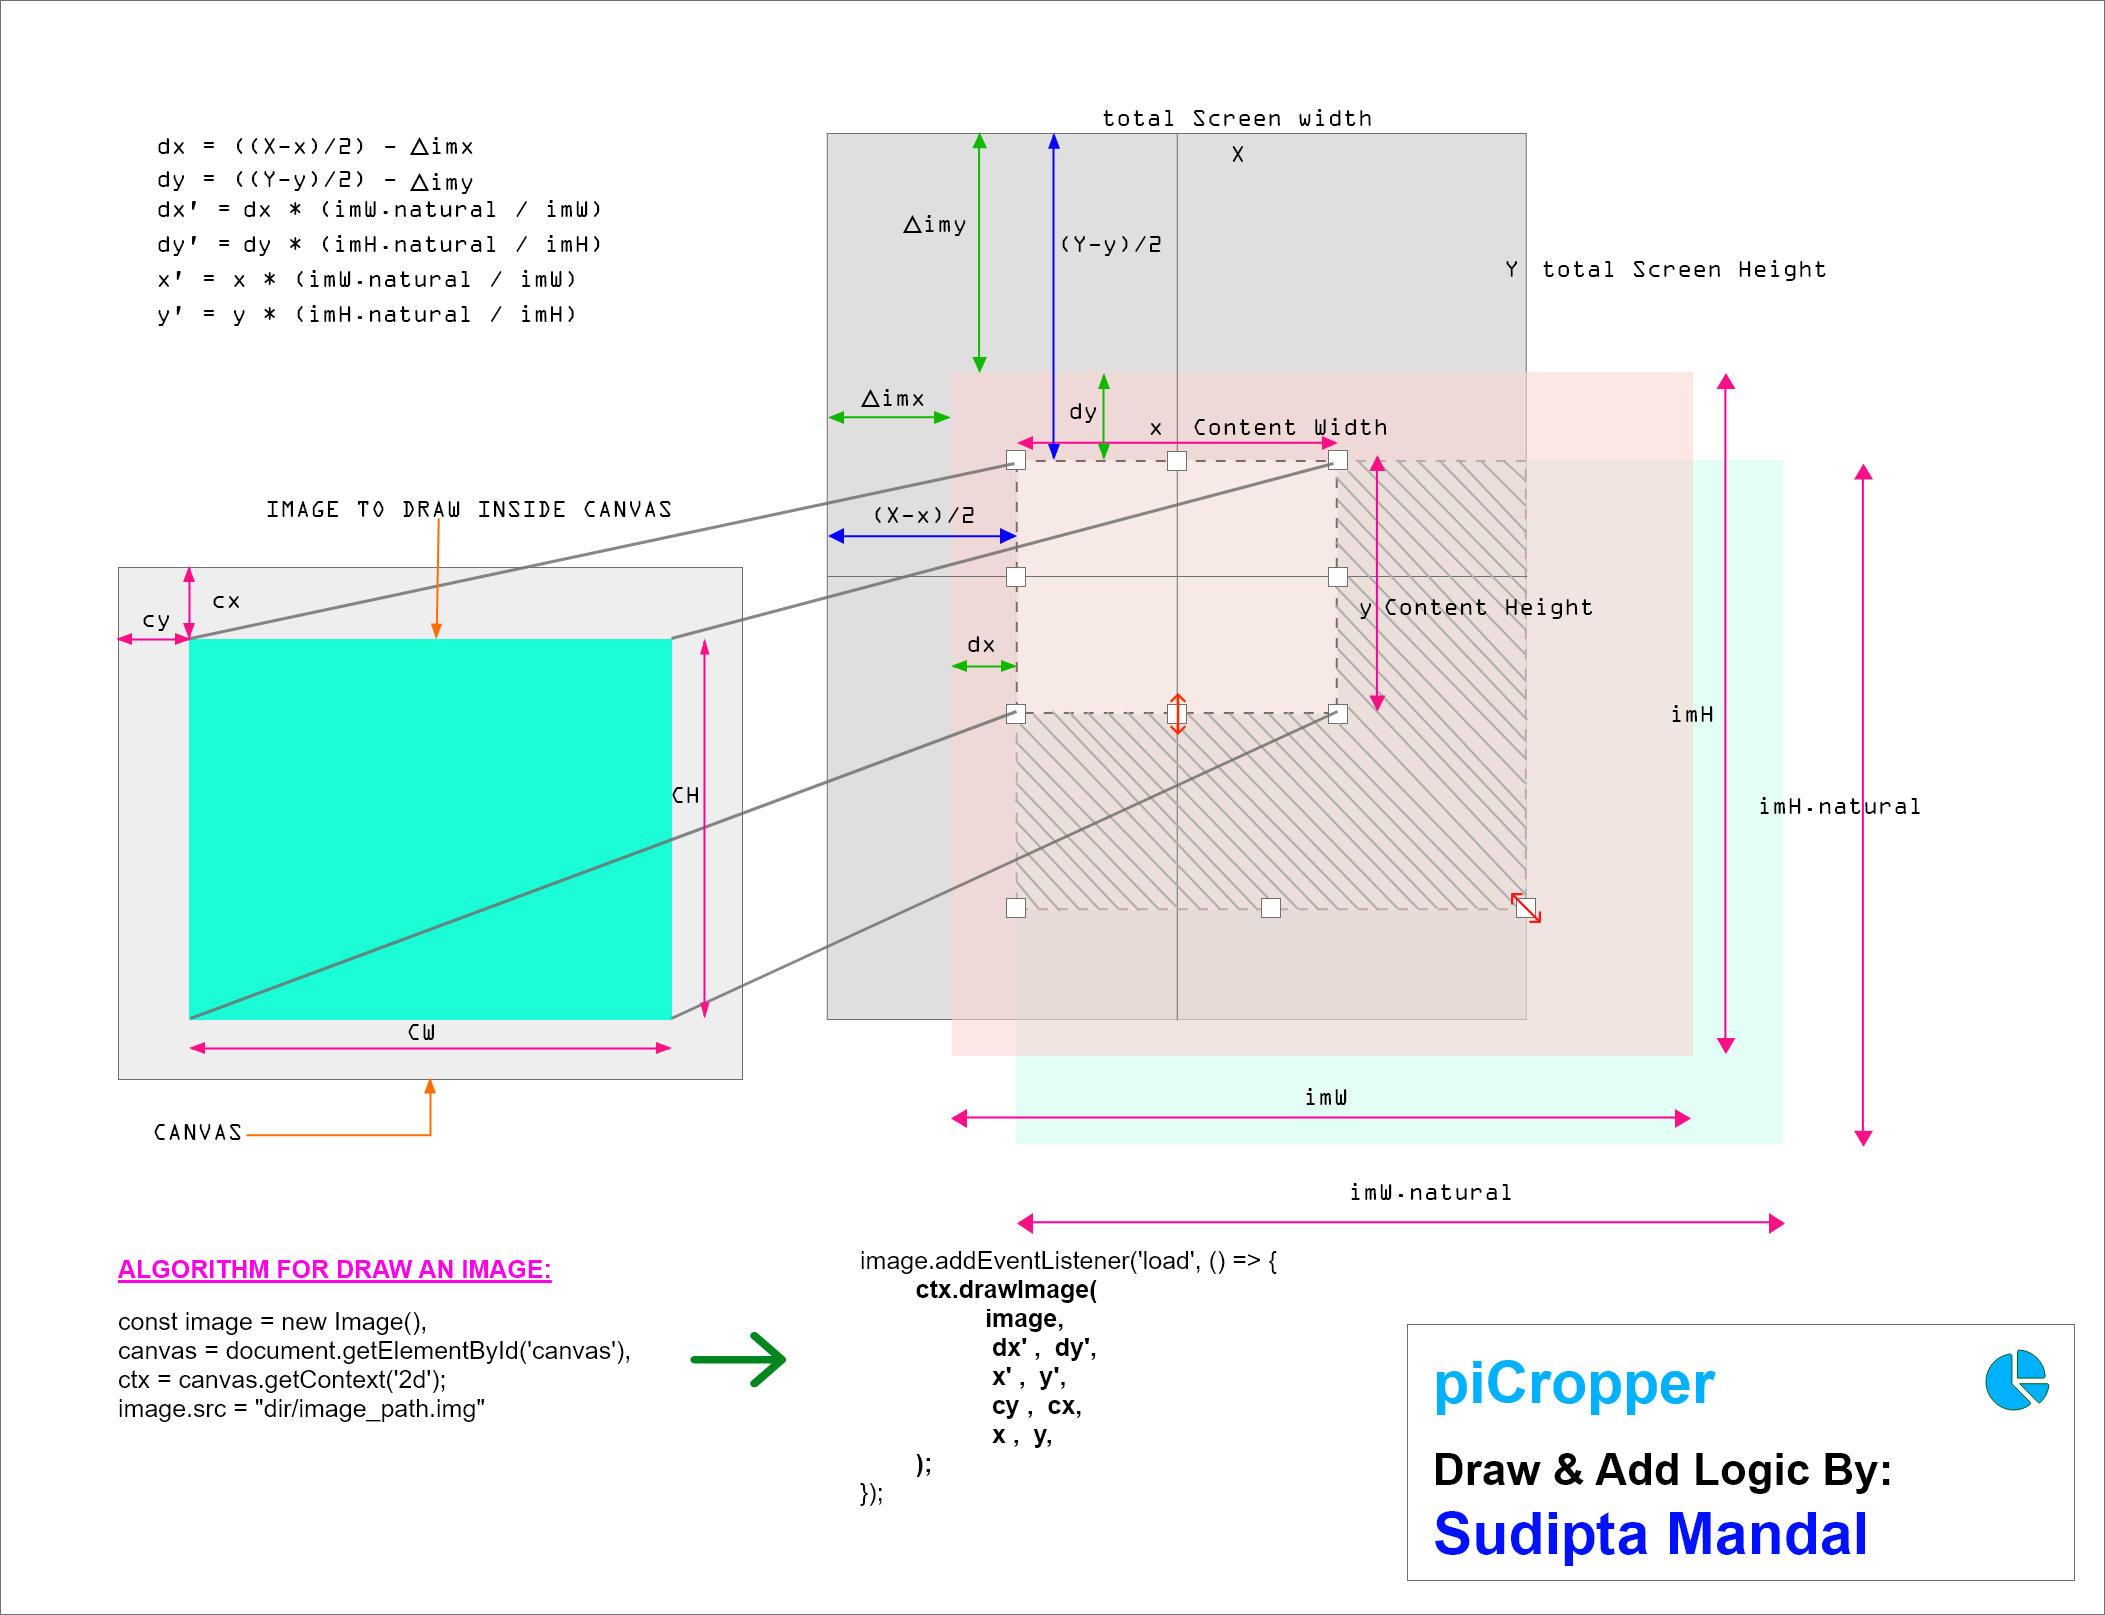 dx = ((X-x)/2) - △imx
dy = ((Y-y)/2) - △imy
dx' = dx * (imW.natural / imW)
dy' = dy * (imH.natural / imH)
x' = x * (imW.natural / imW)
y' = y * (imH.natural / imH)
total Screen width
X
△imy
(Y-y)/2
Y total Screen Height
△imx
dy
x Content Width
(X-x)/2
y Content Height
dx
imH
imH.natural
imW
imW.natural
IMAGE TO DRAW INSIDE CANVAS
cx
cy
CH
CW
CANVAS
ALGORITHM FOR DRAW AN IMAGE:
const image = new Image(),
canvas = document.getElementById('canvas'),
ctx = canvas.getContext('2d');
image.src = "dir/image_path.img"
image.addEventListener('load', () => {
ctx.drawImage(
image,
dx' , dy',
x' , y',
cy , cx,
x , y,
);
});
piCropper
Draw & Add Logic By:
Sudipta Mandal